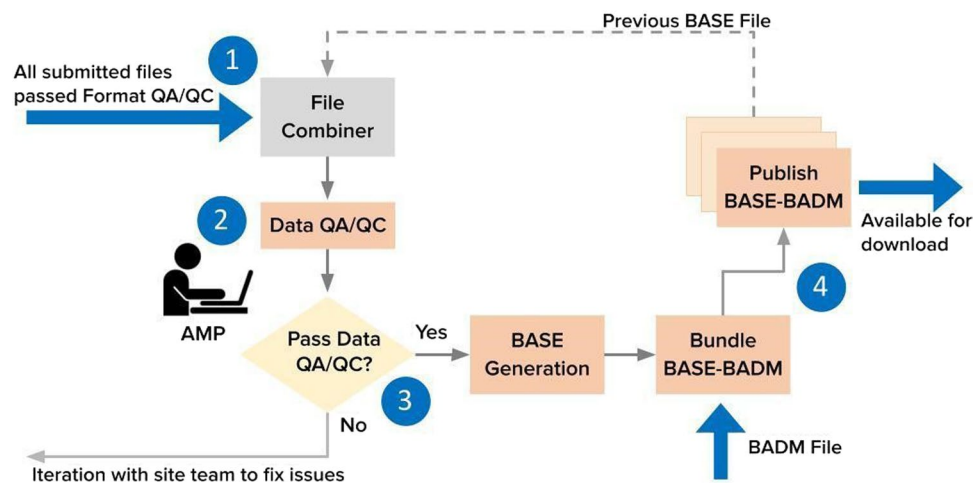 Previous BASE File
1
All submitted files
passed Format QA/QC
File
Combiner
Publish
BASE-BADM
Available for
download
2
Data QA/QC
AMP
4
Pass Data
QA/QC?
Yes
BASE
Generation
Bundle
BASE-BADM
3
No
BADM File
Iteration with site team to fix issues